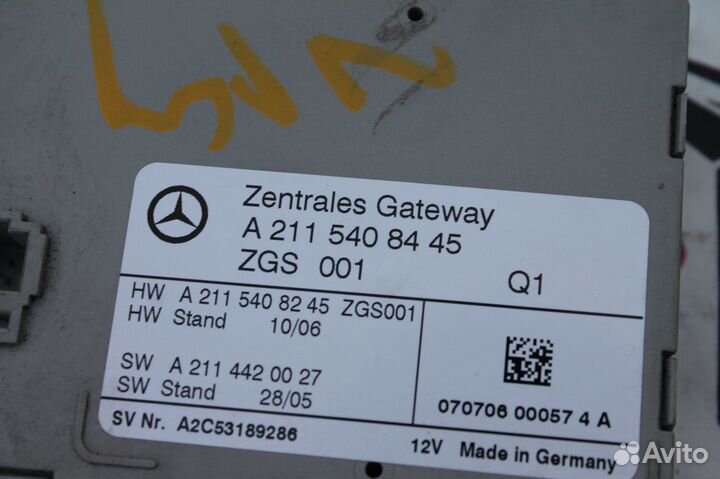 Zentrales Gateway
A 211 540 84 45
ZGS 001 Q1
HW A 211 540 82 45 ZGS001
HW Stand 10/06
SW A 211 442 00 27
SW Stand 28/05
070706 00057 4 A
SV Nr. A2C53189286
12V Made in Germany
Avito